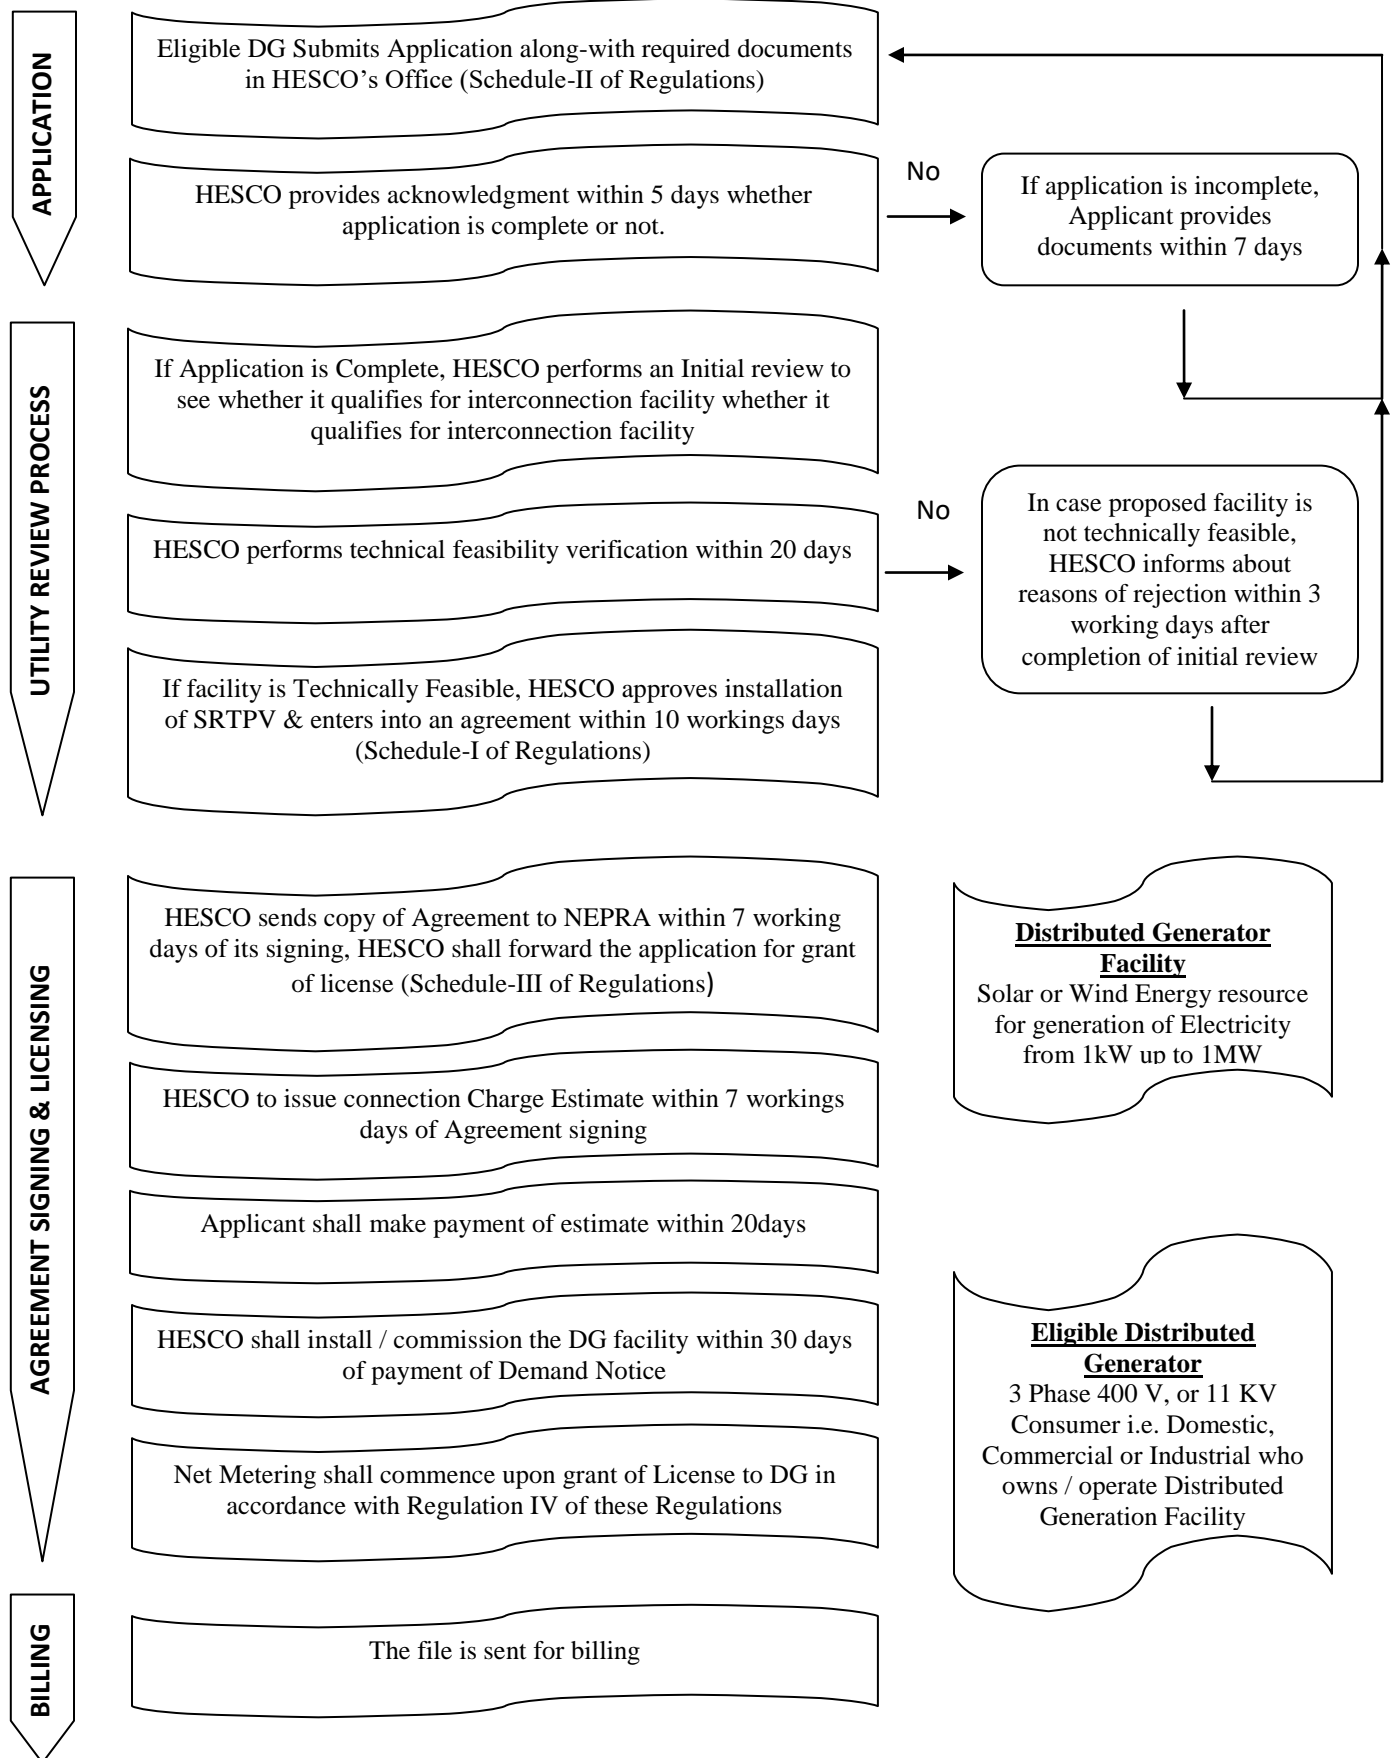 APPLICATION
Eligible DG Submits Application along-with required documents
in HESCO’s Office (Schedule-II of Regulations)
HESCO provides acknowledgment within 5 days whether
application is complete or not.
No
If application is incomplete,
Applicant provides
documents within 7 days
UTILITY REVIEW PROCESS
If Application is Complete, HESCO performs an Initial review to
see whether it qualifies for interconnection facility whether it
qualifies for interconnection facility
HESCO performs technical feasibility verification within 20 days
No
In case proposed facility is
not technically feasible,
HESCO informs about
reasons of rejection within 3
working days after
completion of initial review
If facility is Technically Feasible, HESCO approves installation
of SRTPV & enters into an agreement within 10 workings days
(Schedule-I of Regulations)
AGREEMENT SIGNING & LICENSING
HESCO sends copy of Agreement to NEPRA within 7 working
days of its signing, HESCO shall forward the application for grant
of license (Schedule-III of Regulations)
HESCO to issue connection Charge Estimate within 7 workings
days of Agreement signing
Applicant shall make payment of estimate within 20days
HESCO shall install / commission the DG facility within 30 days
of payment of Demand Notice
Net Metering shall commence upon grant of License to DG in
accordance with Regulation IV of these Regulations
Distributed Generator
Facility
Solar or Wind Energy resource
for generation of Electricity
from 1kW up to 1MW
Eligible Distributed
Generator
3 Phase 400 V, or 11 KV
Consumer i.e. Domestic,
Commercial or Industrial who
owns / operate Distributed
Generation Facility
BILLING
The file is sent for billing